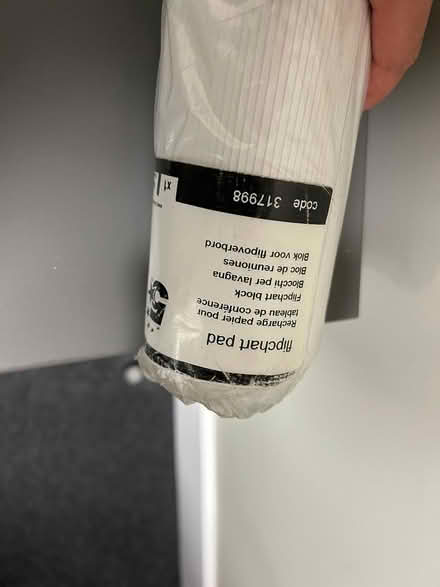 flipchart pad
Recharge papier pour
tableau de conférence
Flipchart block
Blocchi per lavagna
Bloc de reuniones
Blok voor flipoverbord
code 317998
x1